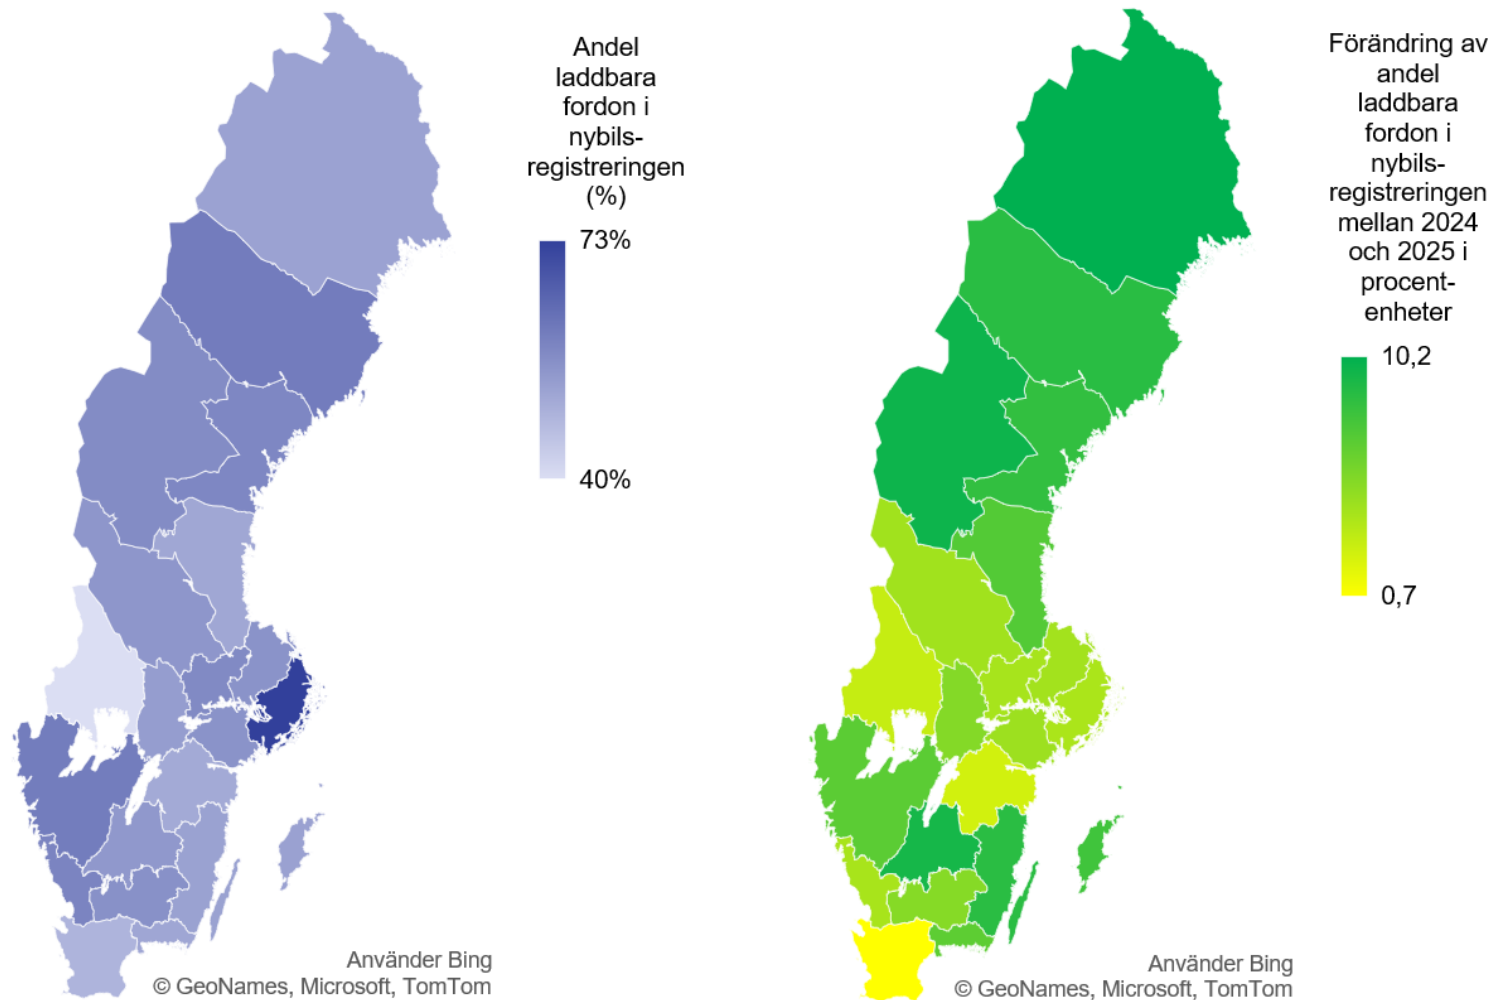 Andel
laddbara
fordon i
nybils-
registreringen
(%)
73%
40%
Använder Bing
© GeoNames, Microsoft, TomTom
Förändring av
andel
laddbara
fordon i
nybils-
registreringen
mellan 2024
och 2025 i
procent-
enheter
10,2
0,7
Använder Bing
© GeoNames, Microsoft, TomTom